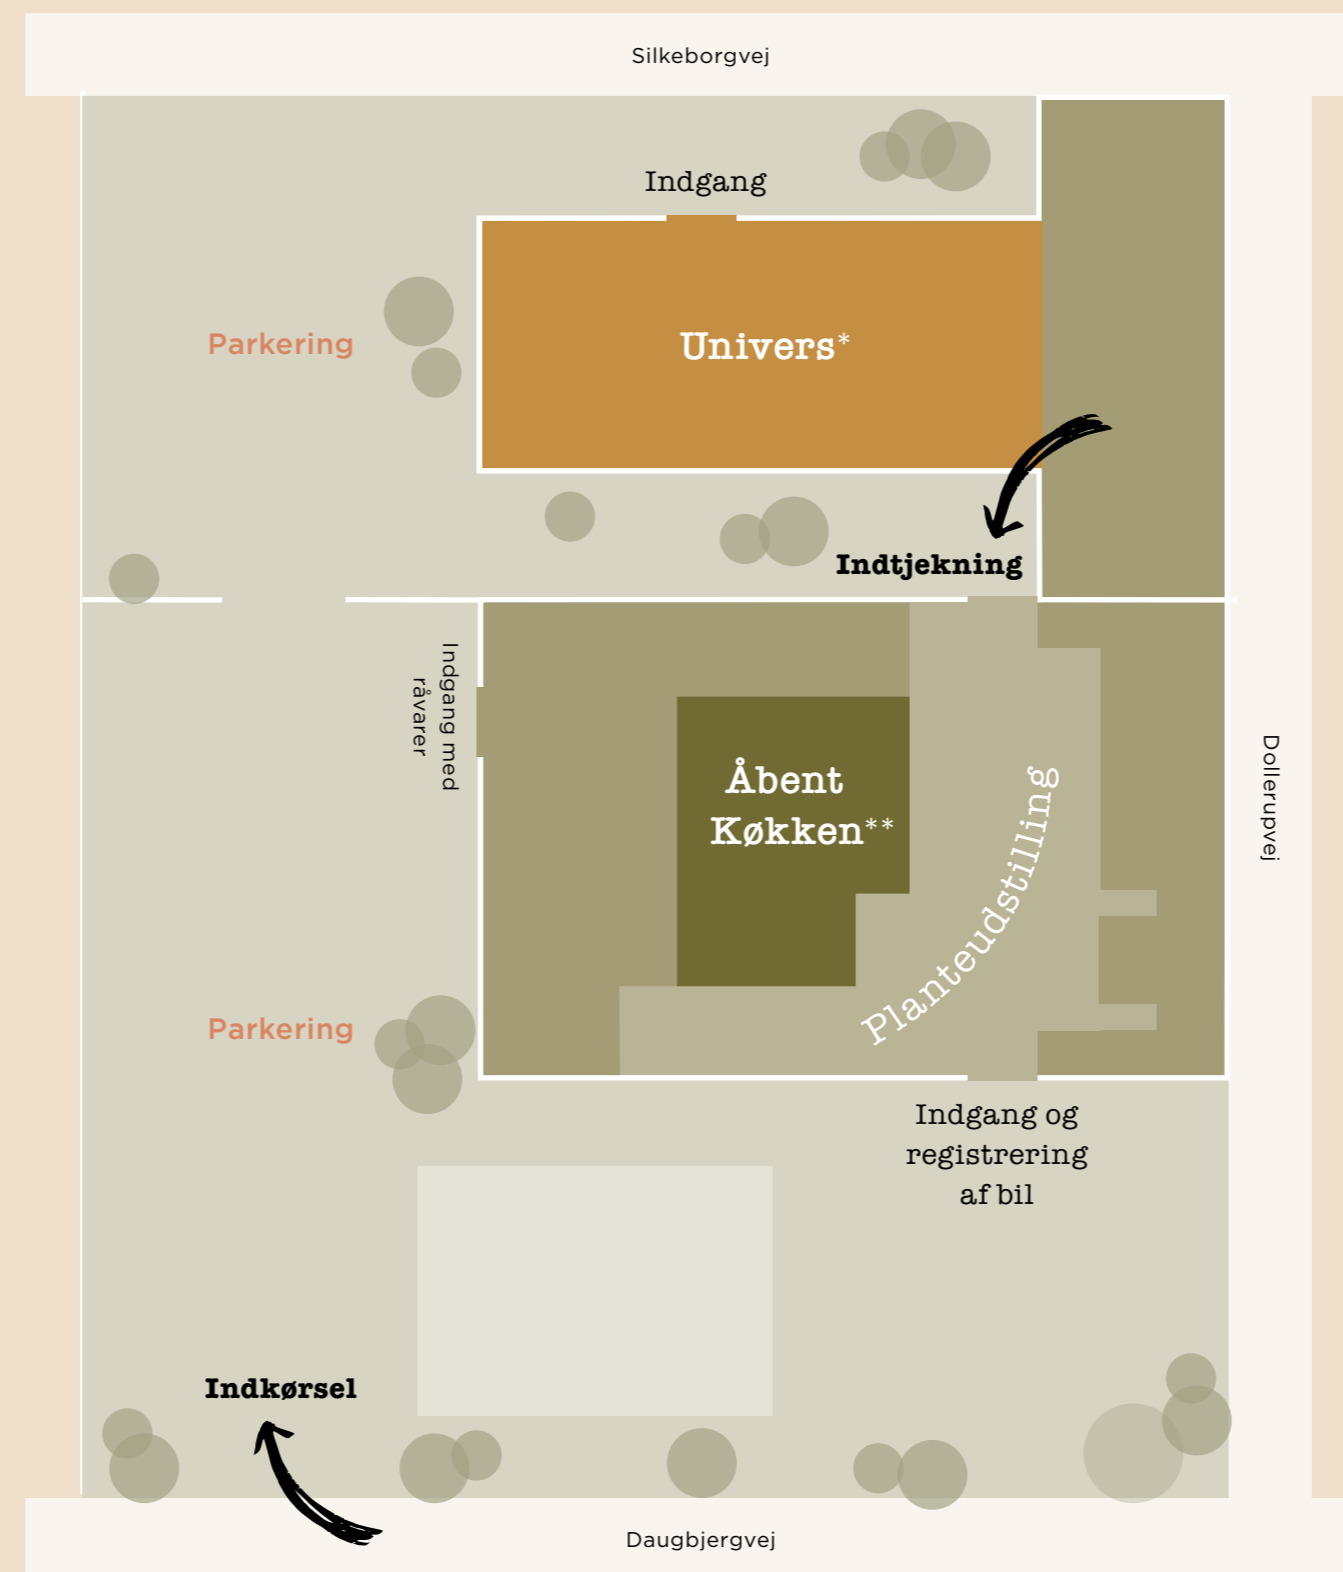 Silkeborgvej
Indgang
Parkering
Univers*
Indtjekning
Indgang med
råvarer
Åbent
Køkken**
Planteudstilling
Dollerupvej
Parkering
Indgang og
registrering
af bil
Indkørsel
Daugbjergvej